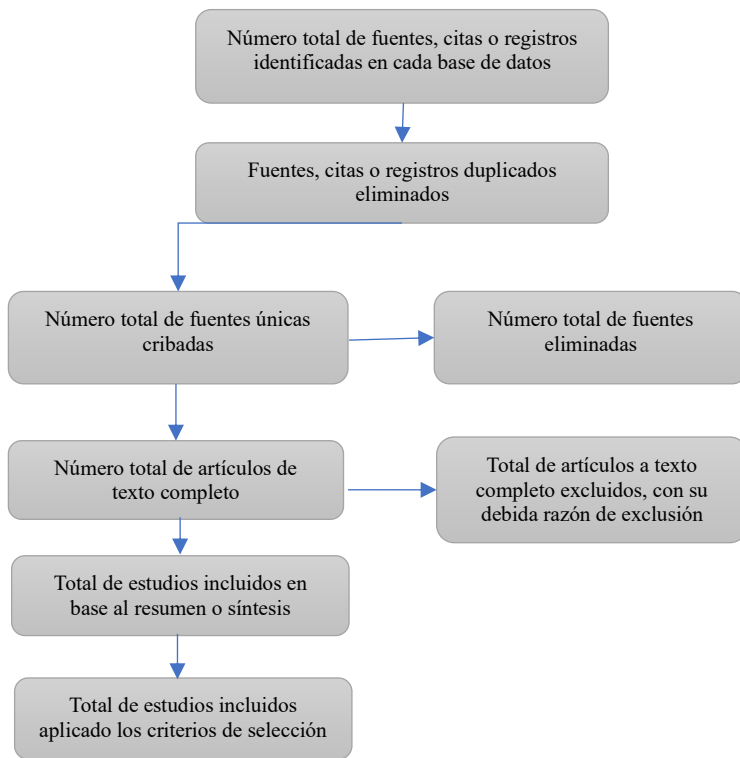 Número total de fuentes, citas o registros
identificadas en cada base de datos
Fuentes, citas o registros duplicados
eliminados
Número total de fuentes únicas
cribadas
Número total de fuentes
eliminadas
Número total de artículos de
texto completo
Total de artículos a texto
completo excluidos, con su
debida razón de exclusión
Total de estudios incluidos en
base al resumen o síntesis
Total de estudios incluidos
aplicado los criterios de selección